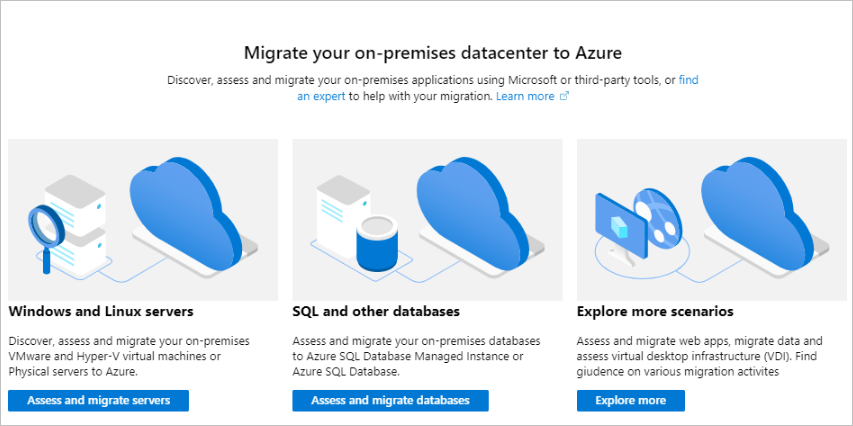 Migrate your on-premises datacenter to Azure
Discover, assess and migrate your on-premises applications using Microsoft or third-party tools, or find
an expert to help with your migration. Learn more
Windows and Linux servers
Discover, assess and migrate your on-premises
VMware and Hyper-V virtual machines or
Physical servers to Azure.
Assess and migrate servers
SQL and other databases
Assess and migrate your on-premises databases
to Azure SQL Database Managed Instance or
Azure SQL Database.
Assess and migrate databases
Explore more scenarios
Assess and migrate web apps, migrate data and
assess virtual desktop infrastructure (VDI). Find
giudence on various migration activites
Explore more